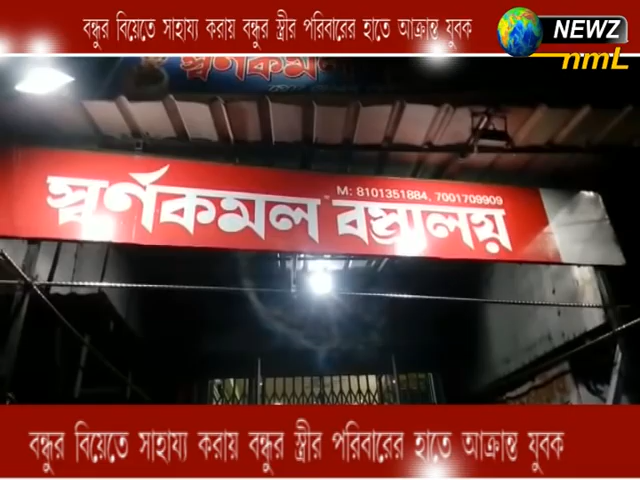 বন্ধুর বিয়েতে সাহায্য করায় বন্ধুর স্ত্রীর পরিবারের হাতে আক্রান্ত যুবক
NEWZ
nmL
স্বর্ণকমল
M: 8101351884, 7001709909
স্বর্ণকমল বস্ত্রালয়
বন্ধুর বিয়েতে সাহায্য করায় বন্ধুর স্ত্রীর পরিবারের হাতে আক্রান্ত যুবক